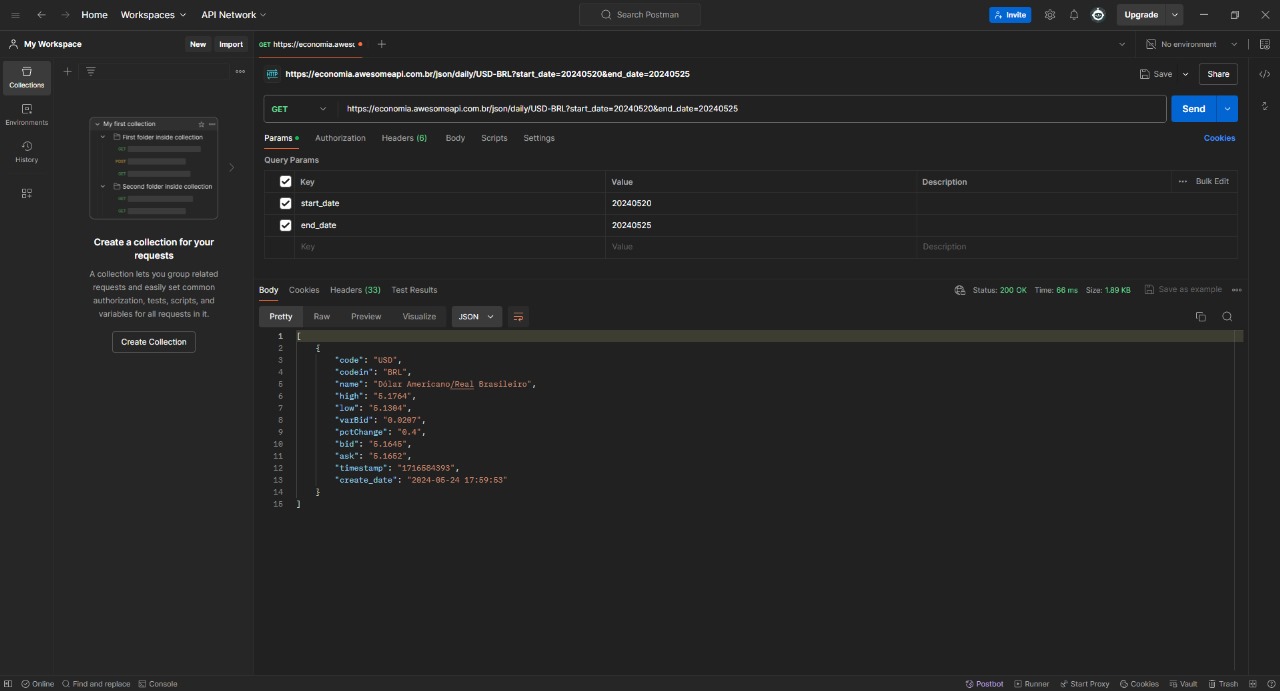 Home Workspaces API Network Search Postman Invite Upgrade
My Workspace New Import GET https://economia.aweso No environment
Collections
Environments
History
My first collection
First folder inside collection
GET
POST
GET
Second folder inside collection
GET
GET
Create a collection for your
requests
A collection lets you group related
requests and easily set common
authorization, tests, scripts, and
variables for all requests in it.
Create Collection
HTTP https://economia.awesomeapi.com.br/json/daily/USD-BRL?start_date=20240520&end_date=20240525 Save Share
GET https://economia.awesomeapi.com.br/json/daily/USD-BRL?start_date=20240520&end_date=20240525 Send
Params Authorization Headers (6) Body Scripts Settings Cookies
Query Params
Key Value Description Bulk Edit
start_date 20240520
end_date 20240525
Key Value Description
Body Cookies Headers (33) Test Results Status: 200 OK Time: 66 ms Size: 1.89 KB Save as example
Pretty Raw Preview Visualize JSON
1 [
2 {
3 "code": "USD",
4 "codein": "BRL",
5 "name": "Dólar Americano/Real Brasileiro",
6 "high": "5.1764",
7 "low": "5.1304",
8 "varBid": "0.0207",
9 "pctChange": "0.4",
10 "bid": "5.1645",
11 "ask": "5.1652",
12 "timestamp": "1716584393",
13 "create_date": "2024-05-24 17:59:53"
14 }
15 ]
Online Find and replace Console Postbot Runner Start Proxy Cookies Vault Trash